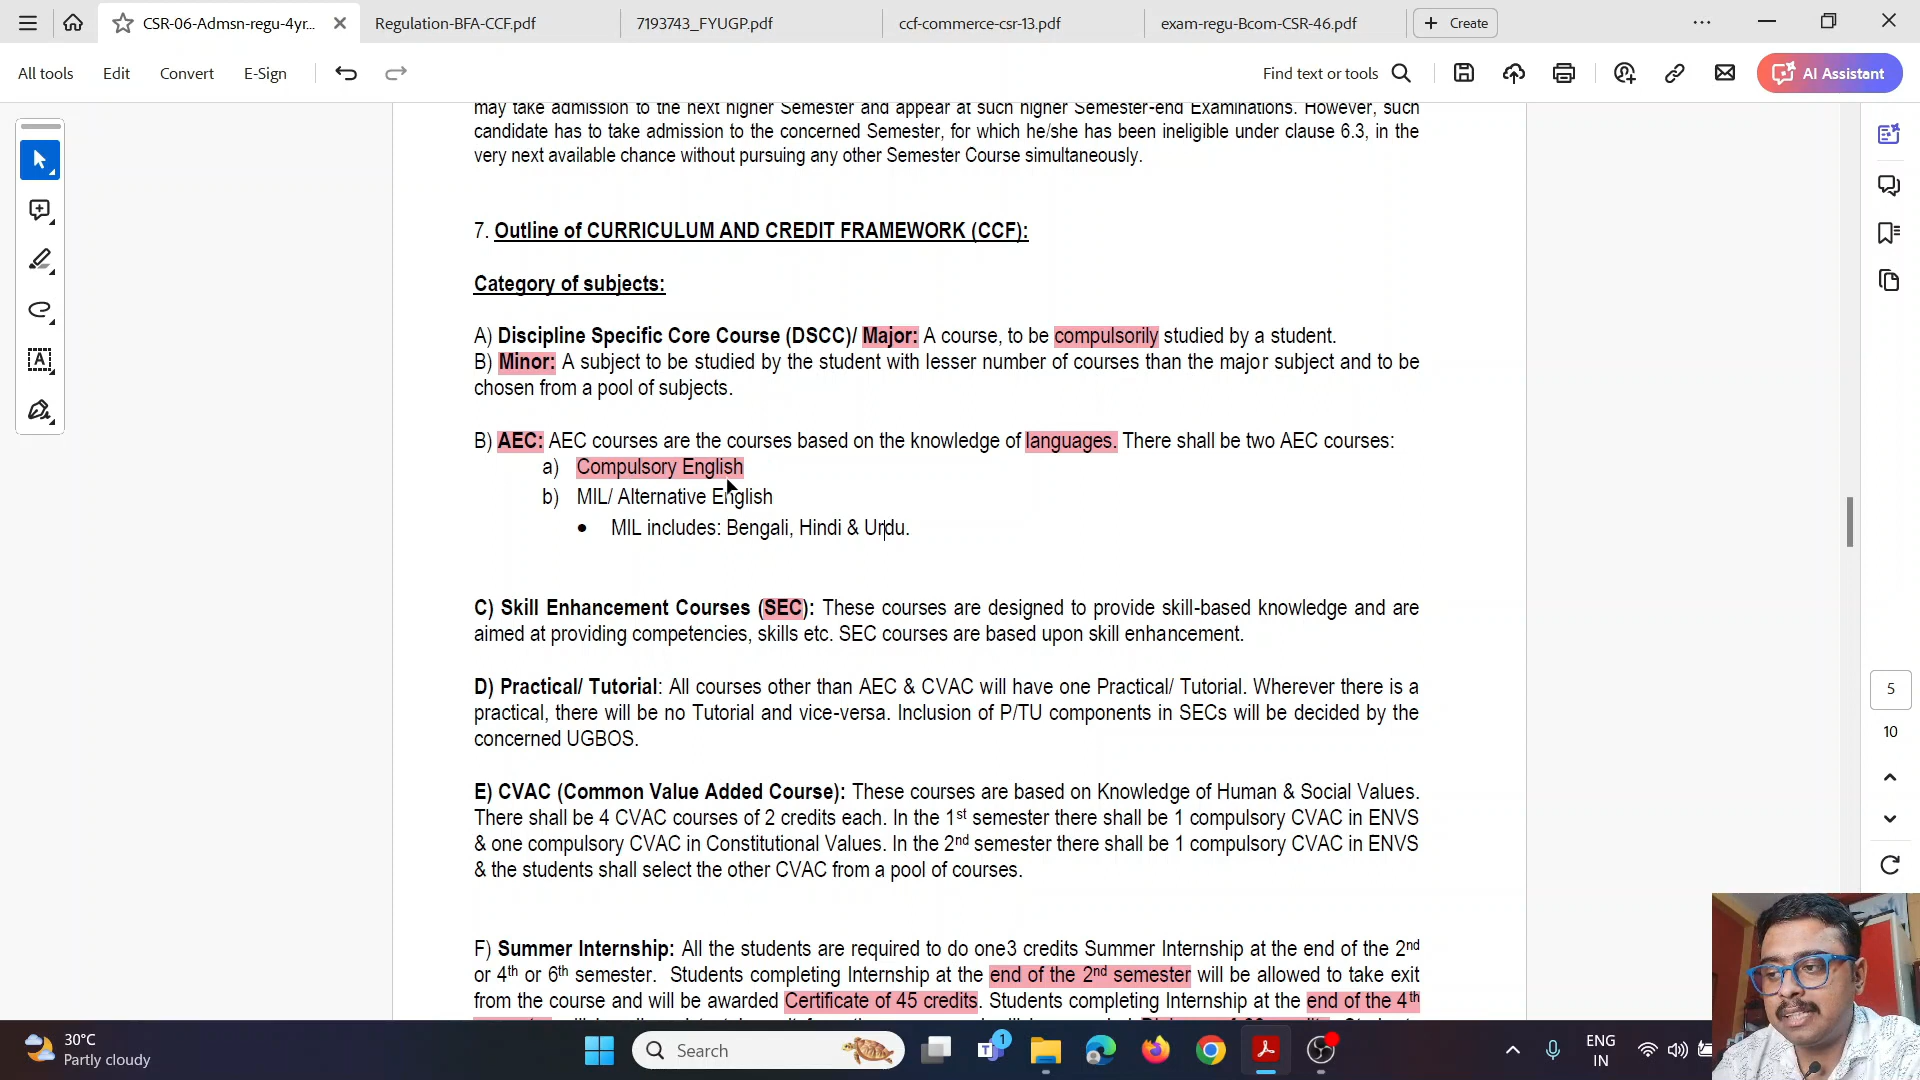 CSR-06-Admsn-regu-4yr...
Regulation-BFA-CCF.pdf
7193743_FYUGP.pdf
ccf-commerce-csr-13.pdf
exam-regu-Bcom-CSR-46.pdf
Create
All tools
Edit
Convert
E-Sign
Find text or tools
AI Assistant
may take admission to the next higher Semester and appear at such higher Semester-end Examinations. However, such
candidate has to take admission to the concerned Semester, for which he/she has been ineligible under clause 6.3, in the
very next available chance without pursuing any other Semester Course simultaneously.
7. Outline of CURRICULUM AND CREDIT FRAMEWORK (CCF):
Category of subjects:
A) Discipline Specific Core Course (DSCC)/ Major: A course, to be compulsorily studied by a student.
B) Minor: A subject to be studied by the student with lesser number of courses than the major subject and to be
chosen from a pool of subjects.
B) AEC: AEC courses are the courses based on the knowledge of languages. There shall be two AEC courses:
a) Compulsory English
b) MIL/ Alternative English
• MIL includes: Bengali, Hindi & Urdu.
C) Skill Enhancement Courses (SEC): These courses are designed to provide skill-based knowledge and are
aimed at providing competencies, skills etc. SEC courses are based upon skill enhancement.
D) Practical/ Tutorial: All courses other than AEC & CVAC will have one Practical/ Tutorial. Wherever there is a
practical, there will be no Tutorial and vice-versa. Inclusion of P/TU components in SECs will be decided by the
concerned UGBOS.
E) CVAC (Common Value Added Course): These courses are based on Knowledge of Human & Social Values.
There shall be 4 CVAC courses of 2 credits each. In the 1st semester there shall be 1 compulsory CVAC in ENVS
& one compulsory CVAC in Constitutional Values. In the 2nd semester there shall be 1 compulsory CVAC in ENVS
& the students shall select the other CVAC from a pool of courses.
F) Summer Internship: All the students are required to do one3 credits Summer Internship at the end of the 2nd
or 4th or 6th semester. Students completing Internship at the end of the 2nd semester will be allowed to take exit
from the course and will be awarded Certificate of 45 credits. Students completing Internship at the end of the 4th
5
10
30°C
Partly cloudy
Search
1
ENG
IN